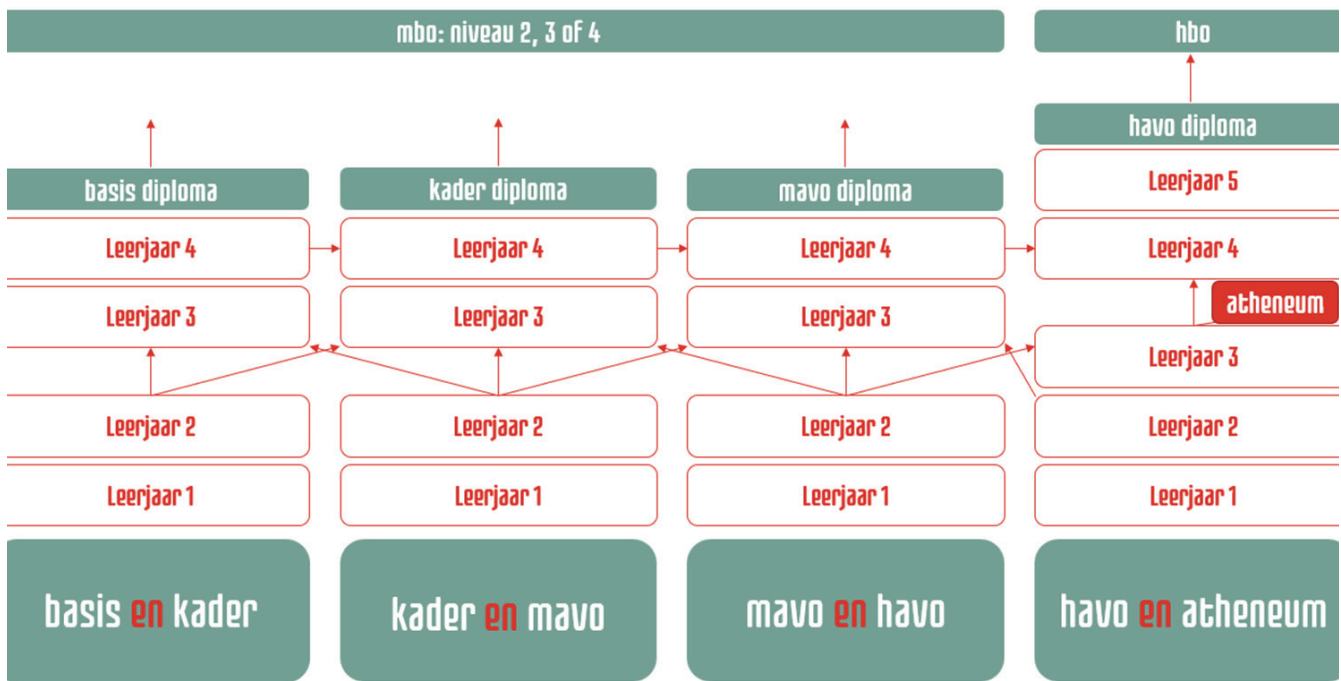 mbo: niveau 2, 3 of 4
hbo
havo diploma
basis diploma
kader diploma
mavo diploma
Leerjaar 5
Leerjaar 4
Leerjaar 4
Leerjaar 4
Leerjaar 4
atheneum
Leerjaar 3
Leerjaar 3
Leerjaar 3
Leerjaar 3
Leerjaar 2
Leerjaar 2
Leerjaar 2
Leerjaar 2
Leerjaar 1
Leerjaar 1
Leerjaar 1
Leerjaar 1
basis en kader
kader en mavo
mavo en havo
havo en atheneum